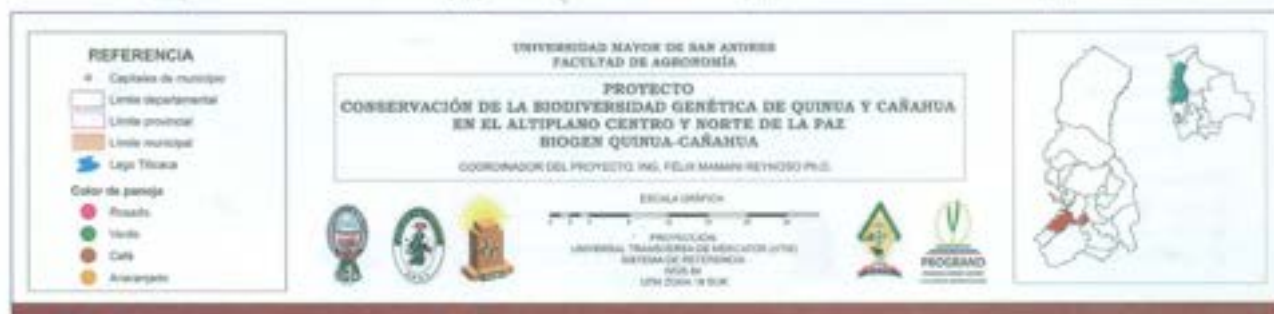 REFERENCIA
Capitales de municipio
Limite departamental
Limite provincial
Limite municipal
Lago Titicaca
Color de panoja
Rosado
Verde
Café
Anaranjado
UNIVERSIDAD MAYOR DE SAN ANDRES
FACULTAD DE AGRONOMÍA
PROYECTO
CONSERVACIÓN DE LA BIODIVERSIDAD GENÉTICA DE QUINUA Y CAÑAHUA
EN EL ALTIPLANO CENTRO Y NORTE DE LA PAZ
BIOGEN QUINUA-CAÑAHUA
COORDINADOR DEL PROYECTO: ING. FÉLIX MAMANI REYNOSO Ph.D.
ESCALA GRÁFICA
PROYECCIÓN
UNIVERSAL TRANSVERSA DE MERCATOR (UTM)
SISTEMA DE REFERENCIA
WGS 84
UTM ZONA 19 SUR
PROGRANO